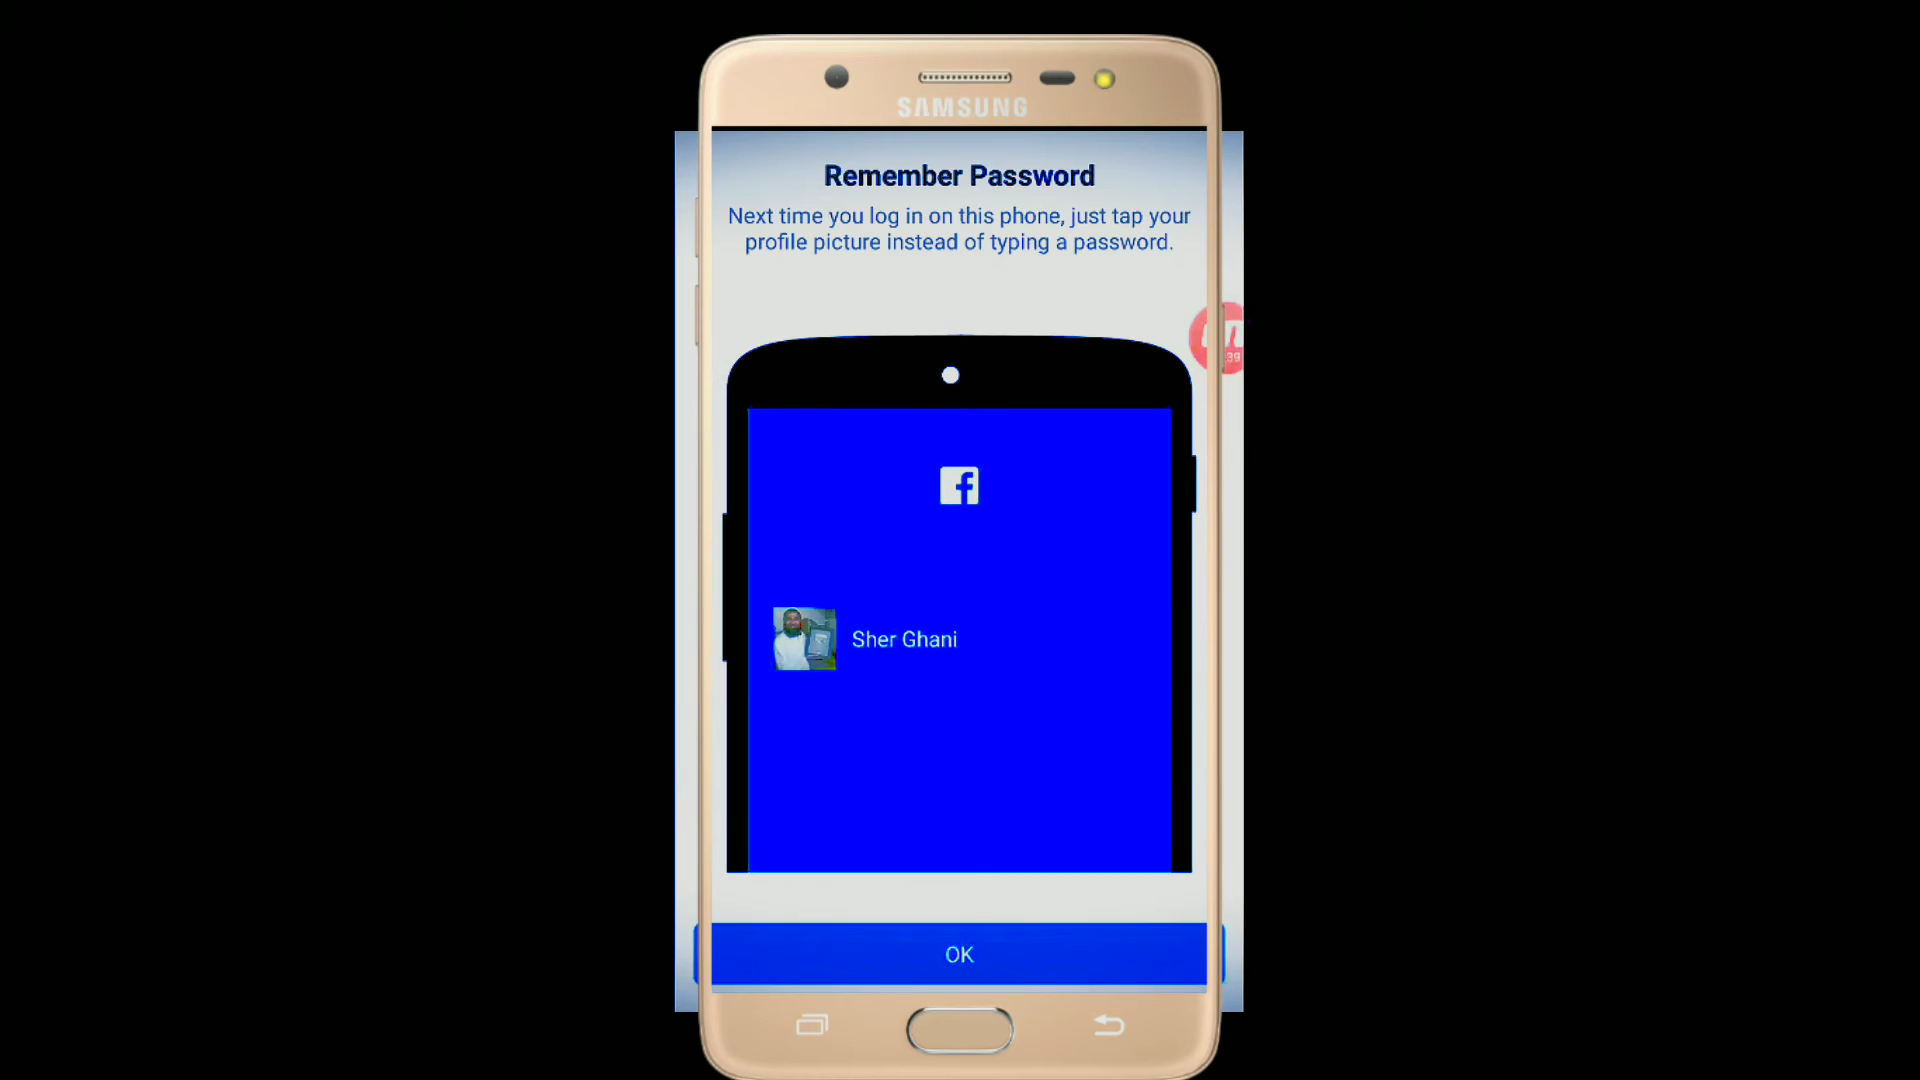 SAMSUNG
Remember Password
Next time you log in on this phone, just tap your
profile picture instead of typing a password.
:39
f
Sher Ghani
OK